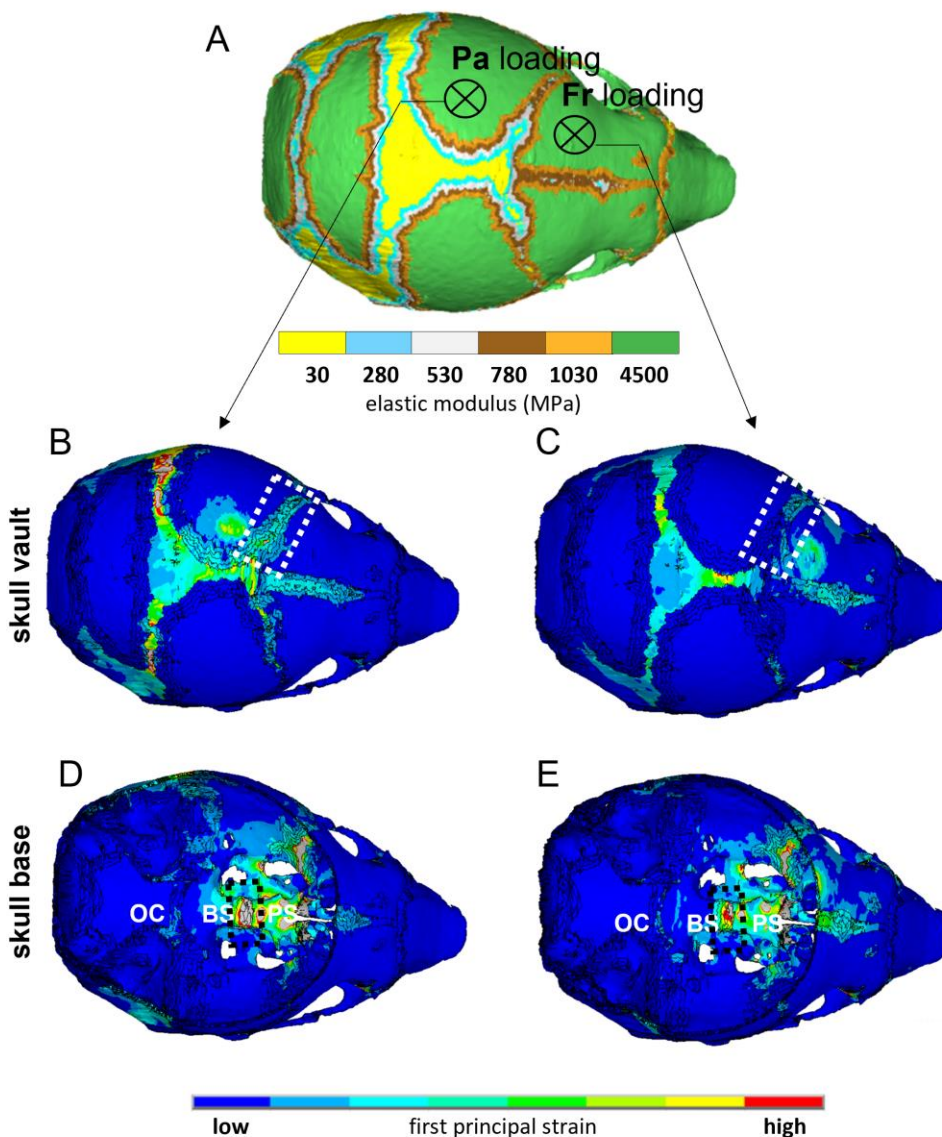 A
Pa loading
Fr loading
30 280 530 780 1030 4500
elastic modulus (MPa)
B
C
skull vault
D
E
skull base
OC BS PS
OC BS PS
low first principal strain high